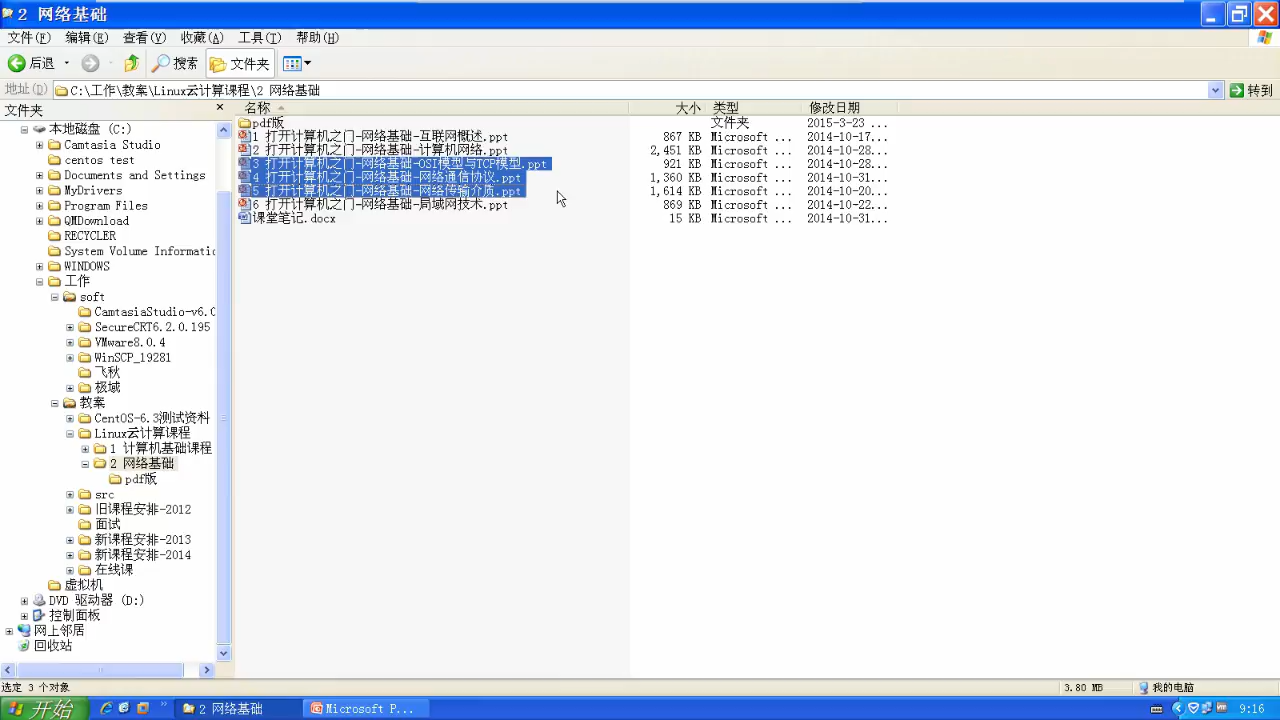 2 网络基础
文件(F) 编辑(E) 查看(V) 收藏(A) 工具(T) 帮助(H)
后退 搜索 文件夹
地址(D) C:\工作\教案\Linux云计算课程\2 网络基础 转到
文件夹 × 名称 大小 类型 修改日期
本地磁盘 (C:)
Camtasia Studio
centos test
Documents and Settings
MyDrivers
Program Files
QMDownload
RECYCLER
System Volume Informatic
WINDOWS
工作
soft
CamtasiaStudio-v6.0
SecureCRT6.2.0.195
VMware8.0.4
WinSCP_19281
飞秋
极域
教案
CentOS-6.3测试资料
Linux云计算课程
1 计算机基础课程
2 网络基础
pdf版
src
旧课程安排-2012
面试
新课程安排-2013
新课程安排-2014
在线课
虚拟机
DVD 驱动器 (D:)
控制面板
网上邻居
回收站
pdf版 文件夹 2015-3-23 ...
1 打开计算机之门-网络基础-互联网概述.ppt 867 KB Microsoft ... 2014-10-17...
2 打开计算机之门-网络基础-计算机网络.ppt 2,451 KB Microsoft ... 2014-10-28...
3 打开计算机之门-网络基础-OSI模型与TCP模型.ppt 921 KB Microsoft ... 2014-10-28...
4 打开计算机之门-网络基础-网络通信协议.ppt 1,360 KB Microsoft ... 2014-10-31...
5 打开计算机之门-网络基础-网络传输介质.ppt 1,614 KB Microsoft ... 2014-10-20...
6 打开计算机之门-网络基础-局域网技术.ppt 869 KB Microsoft ... 2014-10-22...
课堂笔记.docx 15 KB Microsoft ... 2014-10-31...
选定 3 个对象 3.80 MB 我的电脑
开始 2 网络基础 Microsoft P... 9:16